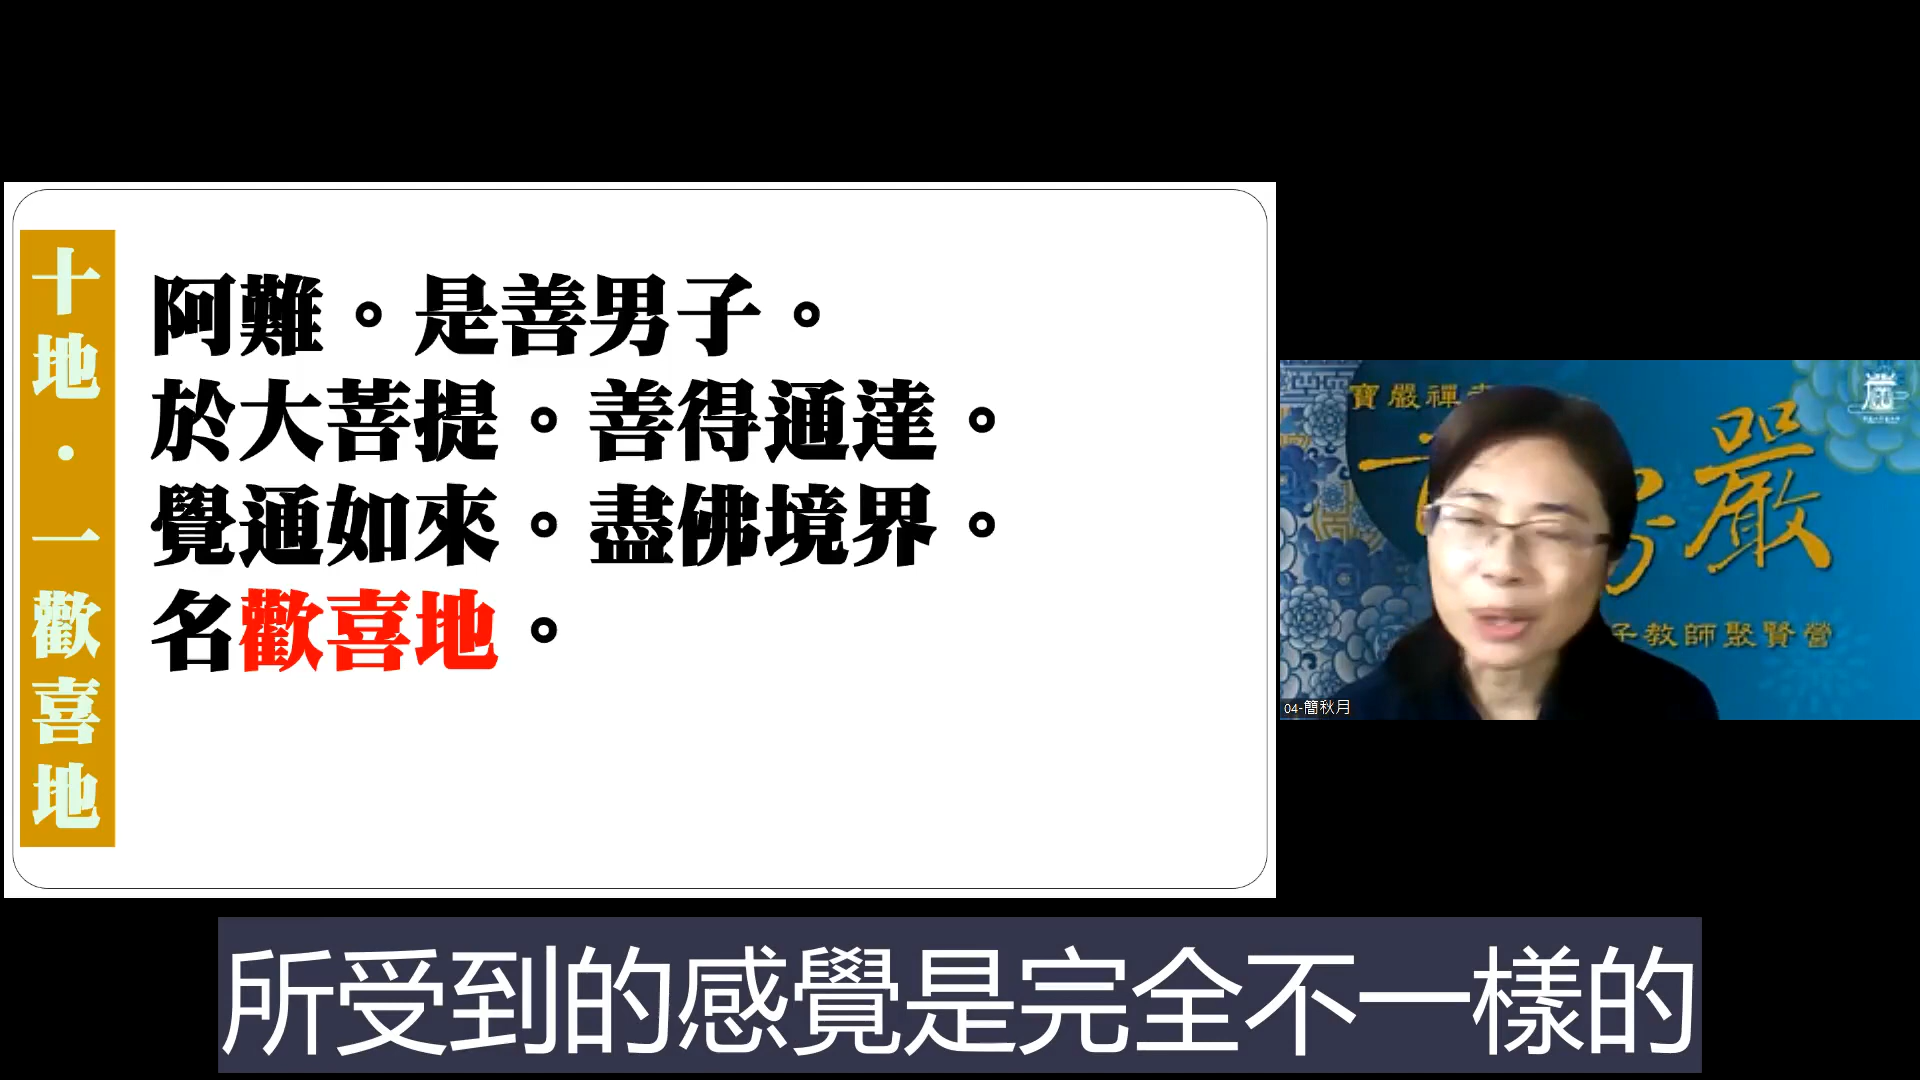 十地・一歡喜地
阿難。是善男子。
於大菩提。善得通達。
覺通如來。盡佛境界。
名歡喜地。
寶嚴禪寺
嚴
子教師聚賢營
04-簡秋月
所受到的感覺是完全不一樣的